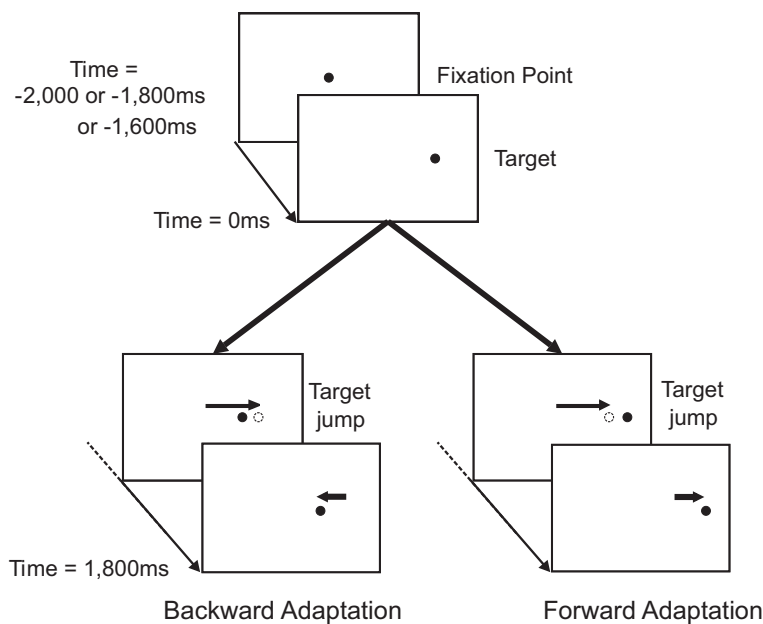 Time =
-2,000 or -1,800ms
or -1,600ms
Fixation Point
Target
Time = 0ms
Target
jump
Target
jump
Time = 1,800ms
Backward Adaptation
Forward Adaptation